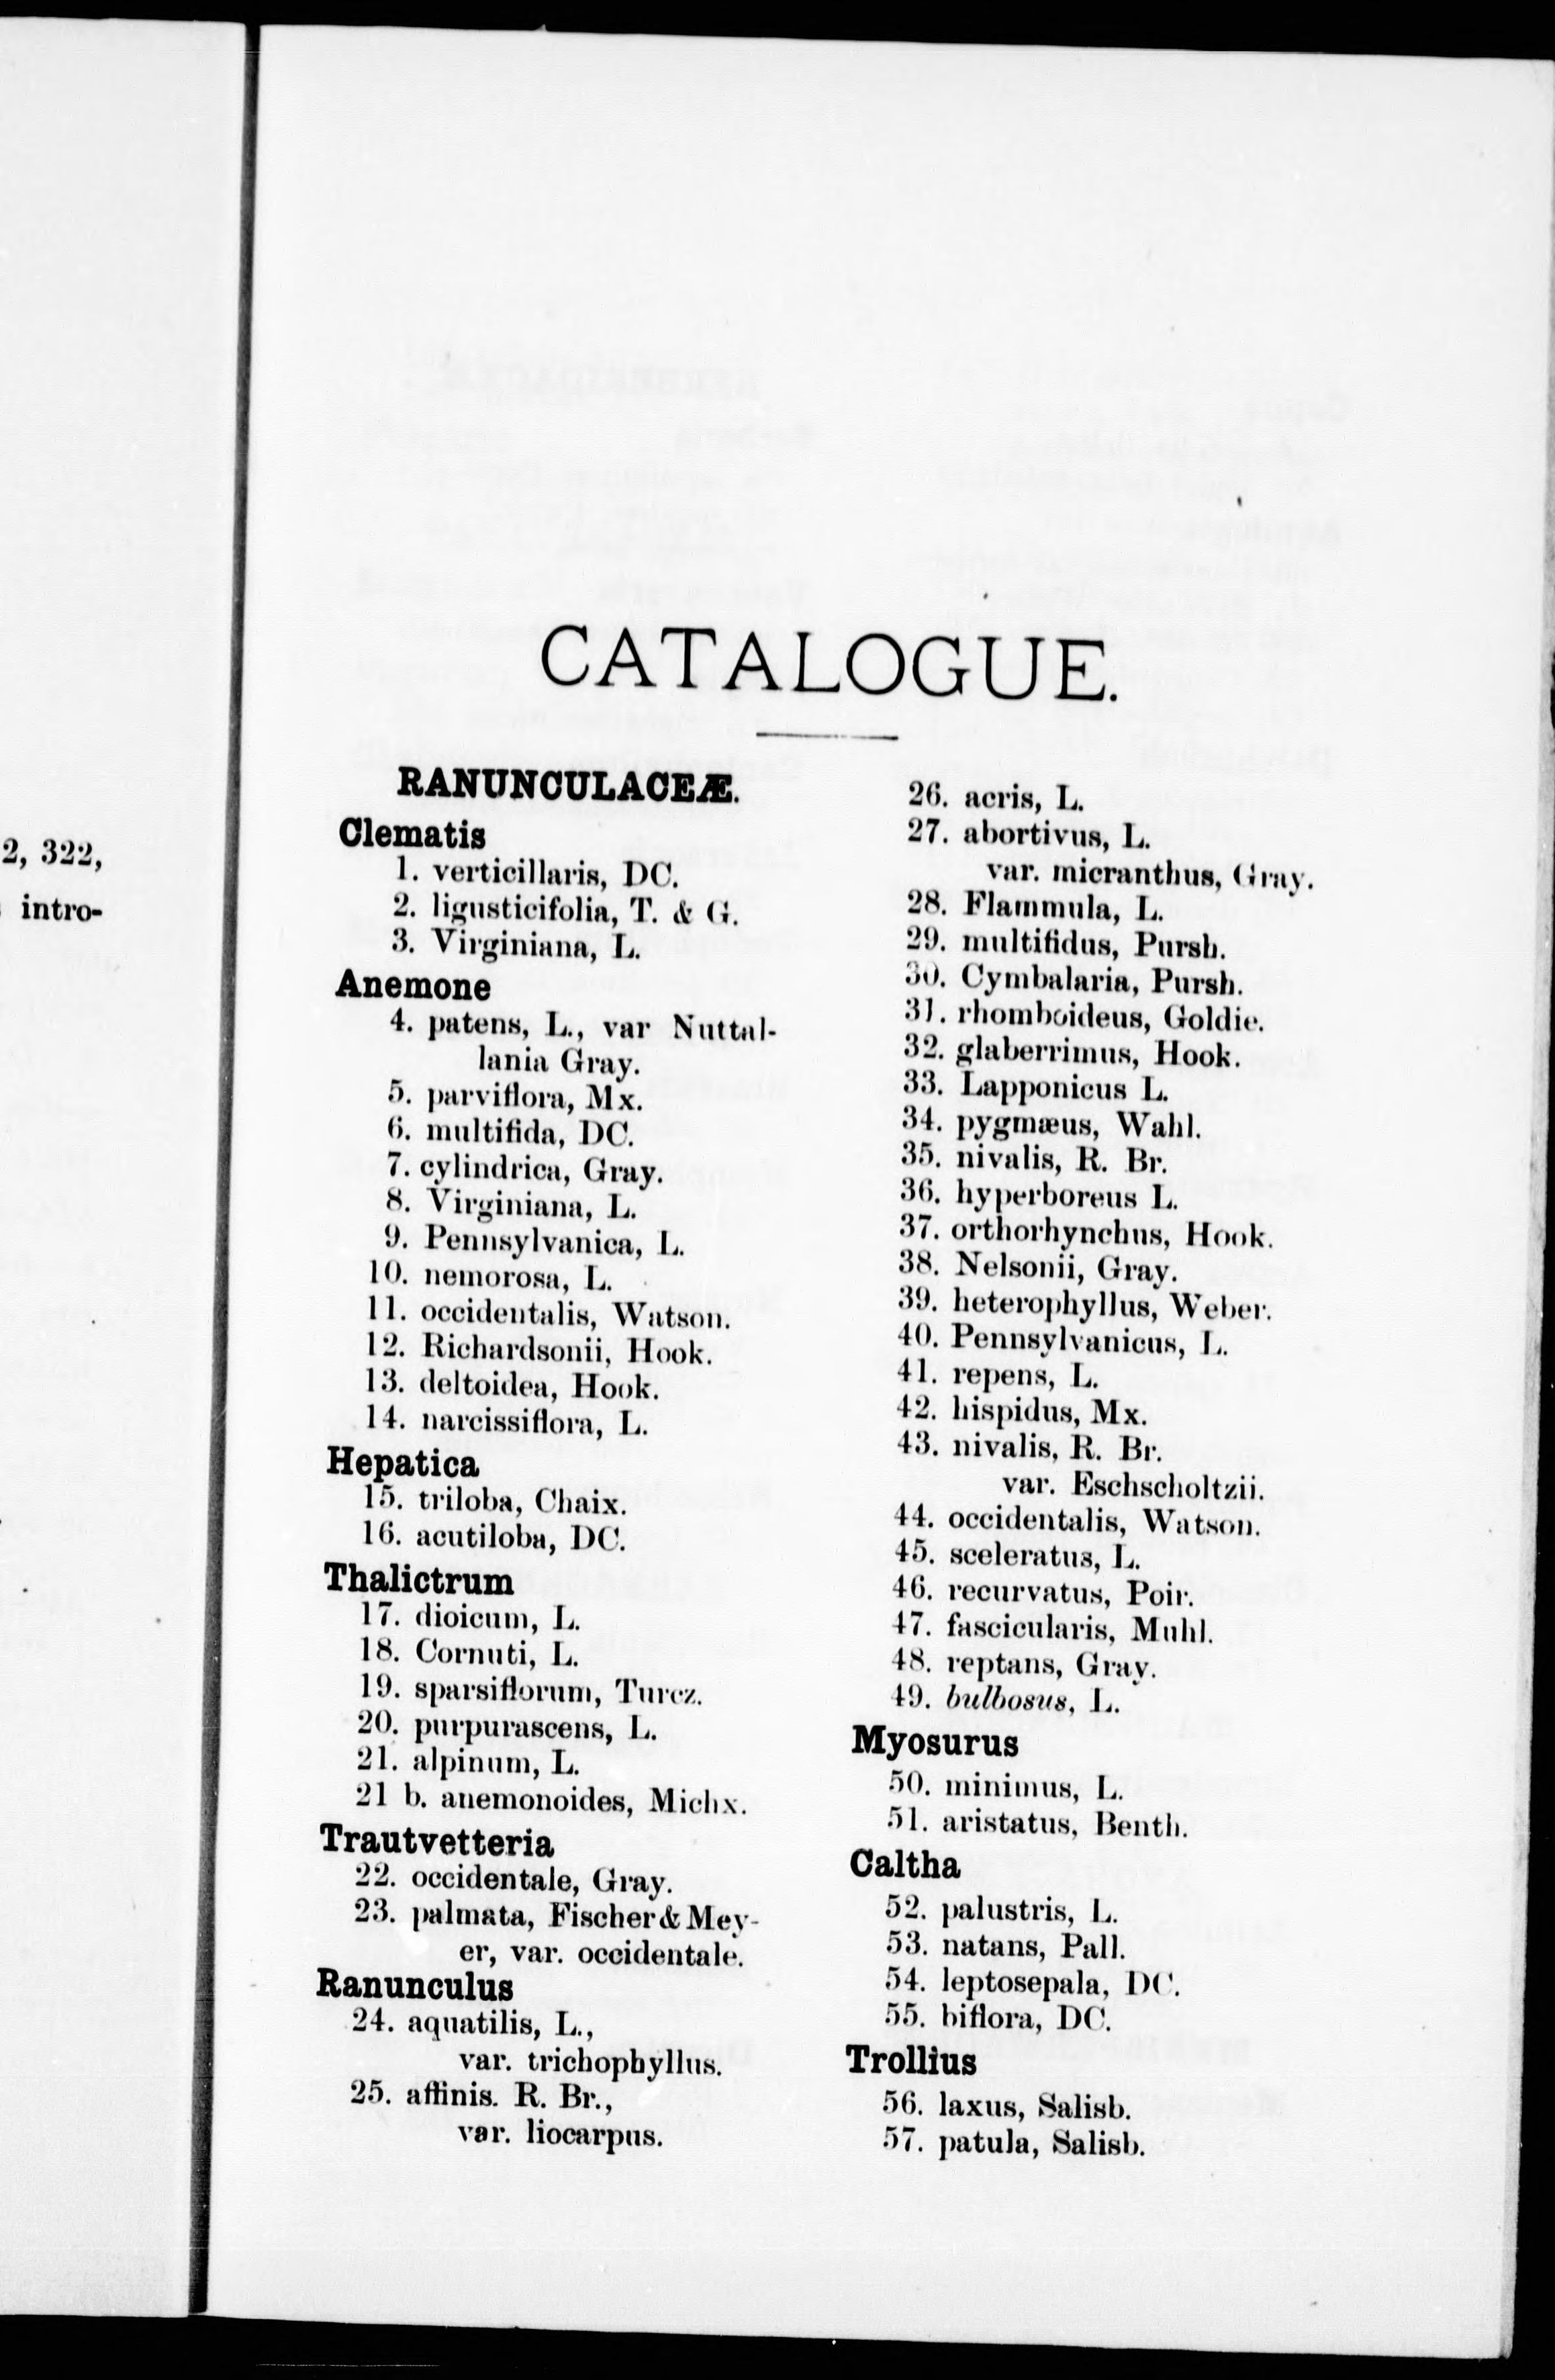 2, 322,
intro-
CATALOGUE.
RANUNCULACEÆ.
Clematis
1. verticillaris, DC.
2. ligusticifolia, T. & G.
3. Virginiana, L.
Anemone
4. patens, L., var Nuttal-
lania Gray.
5. parviflora, Mx.
6. multifida, DC.
7. cylindrica, Gray.
8. Virginiana, L.
9. Pennsylvanica, L.
10. nemorosa, L.
11. occidentalis, Watson.
12. Richardsonii, Hook.
13. deltoidea, Hook.
14. narcissiflora, L.
Hepatica
15. triloba, Chaix.
16. acutiloba, DC.
Thalictrum
17. dioicum, L.
18. Cornuti, L.
19. sparsiflorum, Turcz.
20. purpurascens, L.
21. alpinum, L.
21 b. anemonoides, Michx.
Trautvetteria
22. occidentale, Gray.
23. palmata, Fischer & Mey-
er, var. occidentale.
Ranunculus
24. aquatilis, L.,
var. trichophyllus.
25. affinis. R. Br.,
var. liocarpus.
26. acris, L.
27. abortivus, L.
var. micranthus, Gray.
28. Flammula, L.
29. multifidus, Pursh.
30. Cymbalaria, Pursh.
31. rhomboideus, Goldie.
32. glaberrimus, Hook.
33. Lapponicus L.
34. pygmæus, Wahl.
35. nivalis, R. Br.
36. hyperboreus L.
37. orthorhynchus, Hook.
38. Nelsonii, Gray.
39. heterophyllus, Weber.
40. Pennsylvanicus, L.
41. repens, L.
42. hispidus, Mx.
43. nivalis, R. Br.
var. Eschscholtzii.
44. occidentalis, Watson.
45. sceleratus, L.
46. recurvatus, Poir.
47. fascicularis, Muhl.
48. reptans, Gray.
49. bulbosus, L.
Myosurus
50. minimus, L.
51. aristatus, Benth.
Caltha
52. palustris, L.
53. natans, Pall.
54. leptosepala, DC.
55. biflora, DC.
Trollius
56. laxus, Salisb.
57. patula, Salisb.